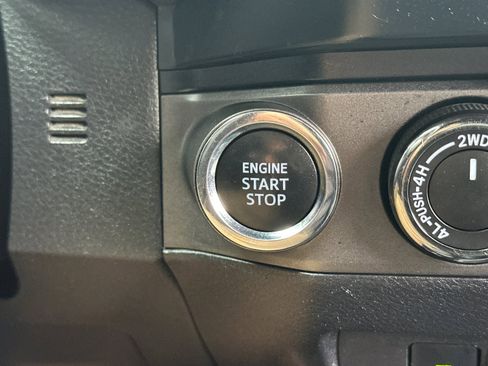 ENGINE
START
STOP
2WD
4L-PUSH-4H